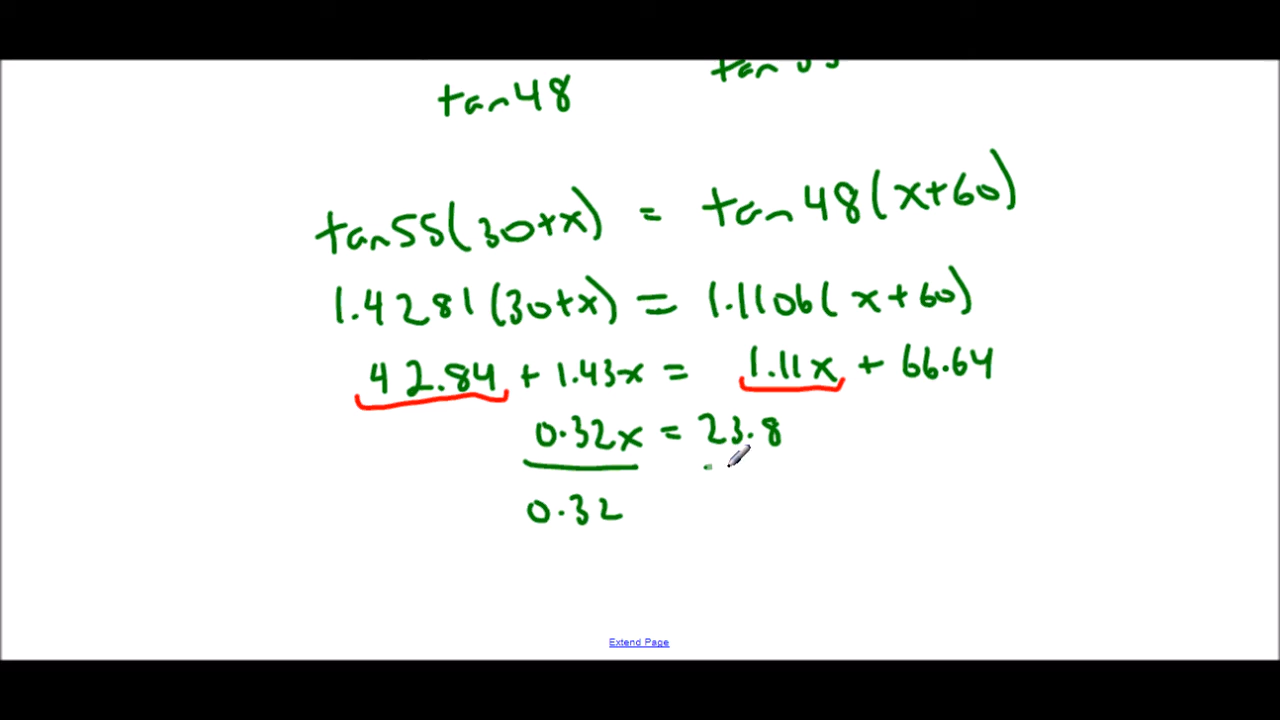 tan48
tan
tan55(30+x) = tan48(x+60)
1.4281(30+x) = 1.1106(x+60)
42.84 + 1.43x = 1.11x + 66.64
0.32x = 23.8
0.32
Extend Page